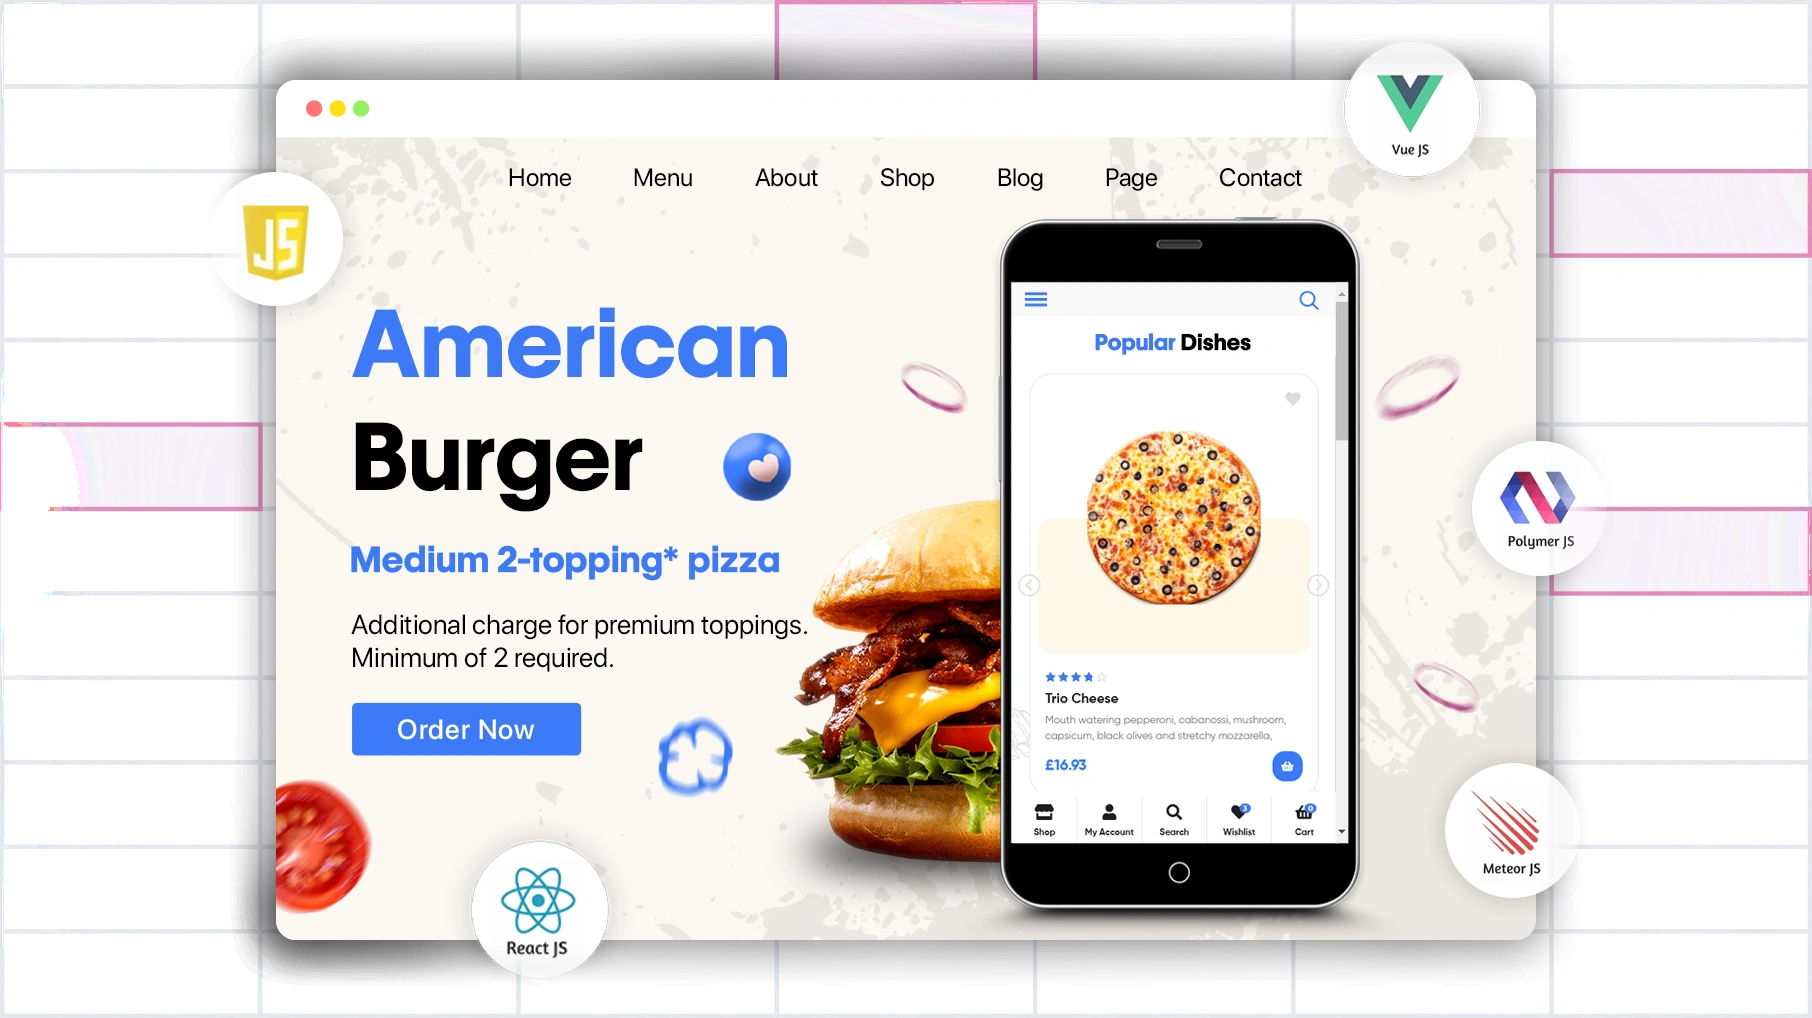 Vue JS
Home Menu About Shop Blog Page Contact
JS
American
Burger
Medium 2-topping* pizza
Additional charge for premium toppings.
Minimum of 2 required.
Order Now
Popular Dishes
Trio Cheese
Mouth watering pepperoni, cabanossi, mushroom,
capsicum, black olives and stretchy mozzarella,
£16.93
Shop My Account Search Wishlist 3 Cart 0
Polymer JS
Meteor JS
React JS